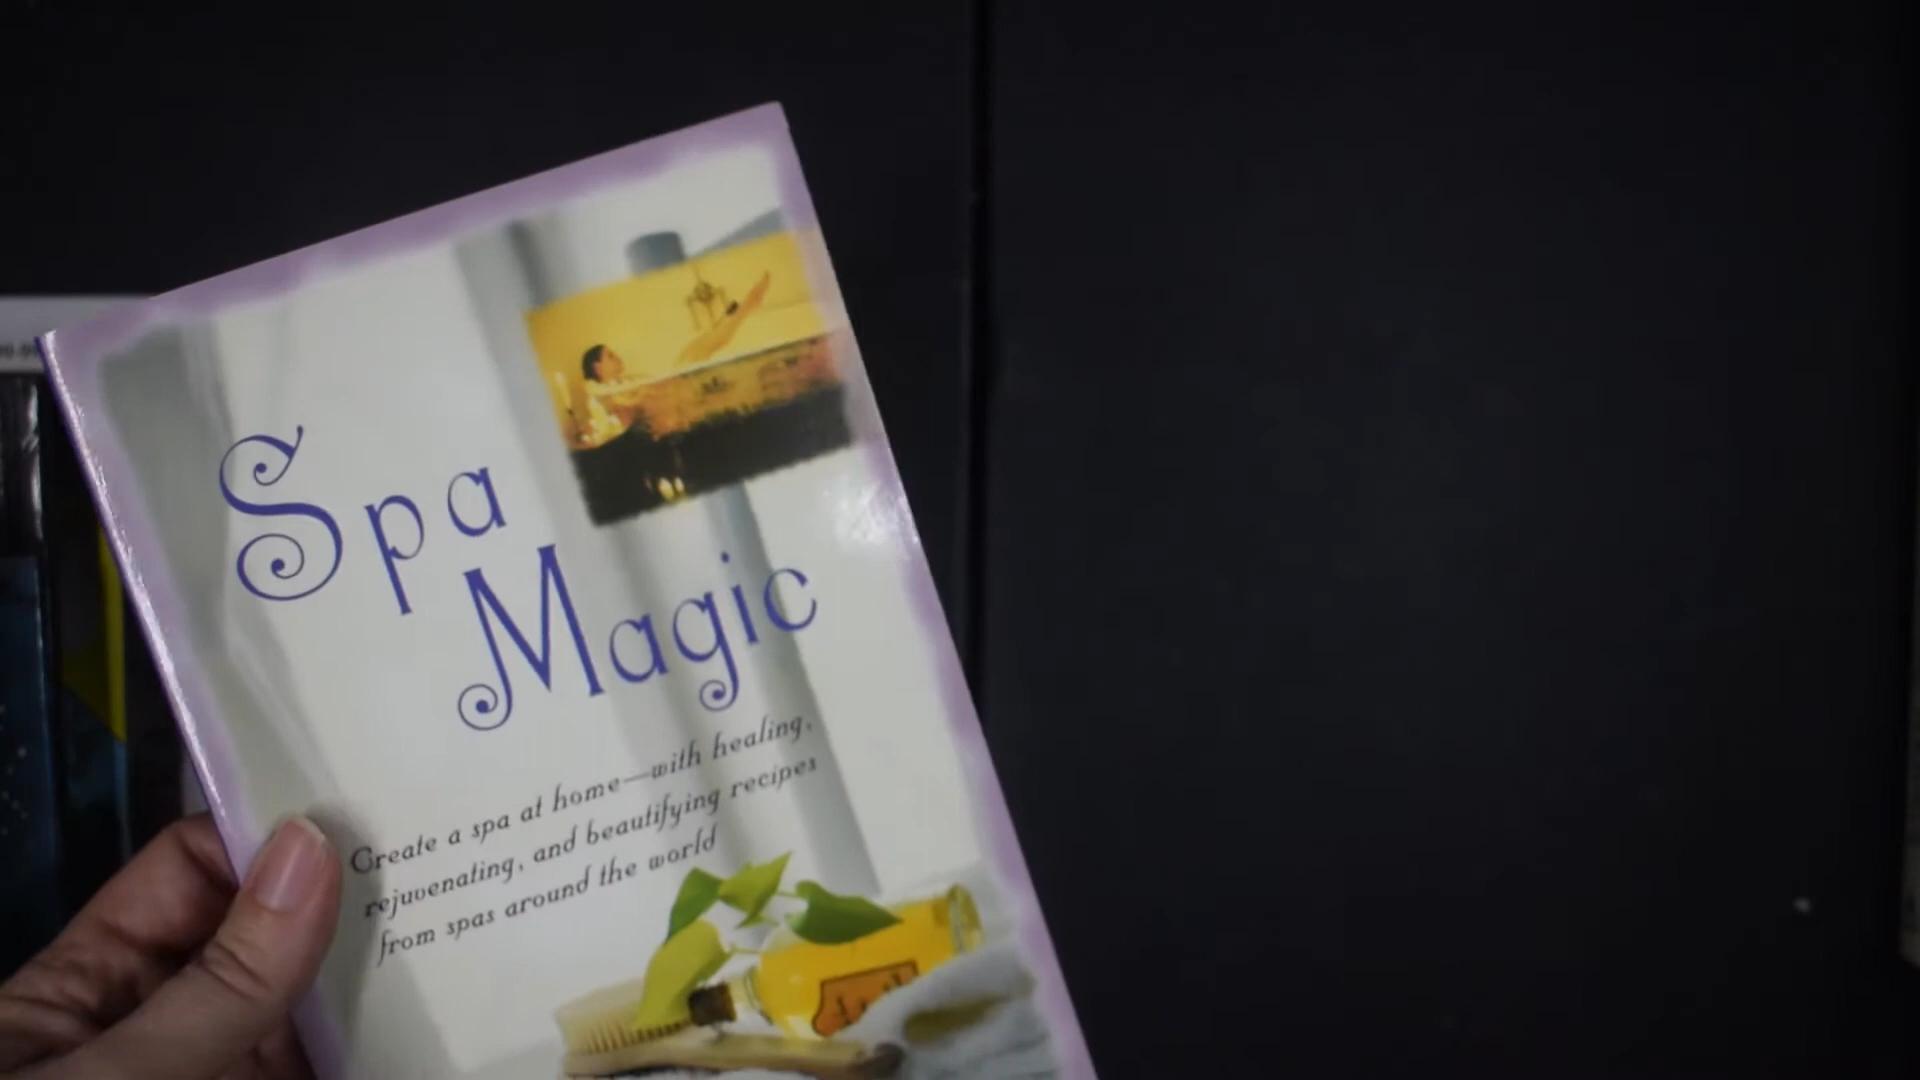 Spa
Magic
Create a spa at home—with healing,
rejuvenating, and beautifying recipes
from spas around the world